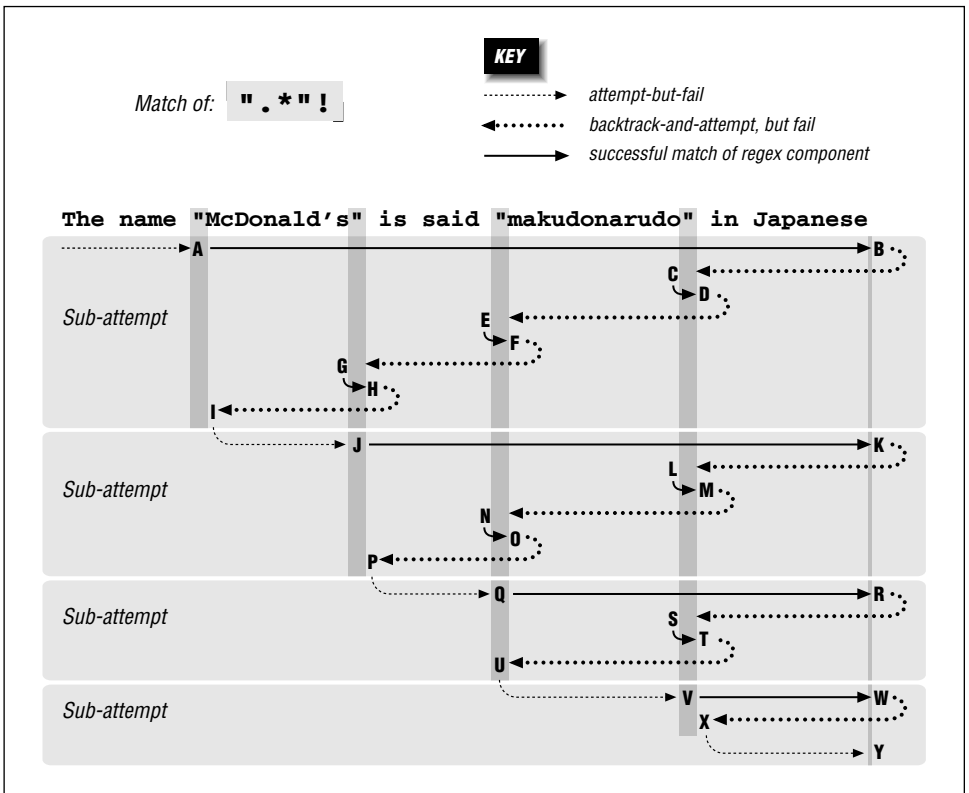 KEY
Match of: ".*"!
attempt-but-fail
backtrack-and-attempt, but fail
successful match of regex component
The name "McDonald's" is said "makudonarudo" in Japanese
A B
C
D
Sub-attempt
E
F
G
H
I
J K
L
Sub-attempt M
N
O
P
Q R
Sub-attempt S
T
U
V W
Sub-attempt
X
Y